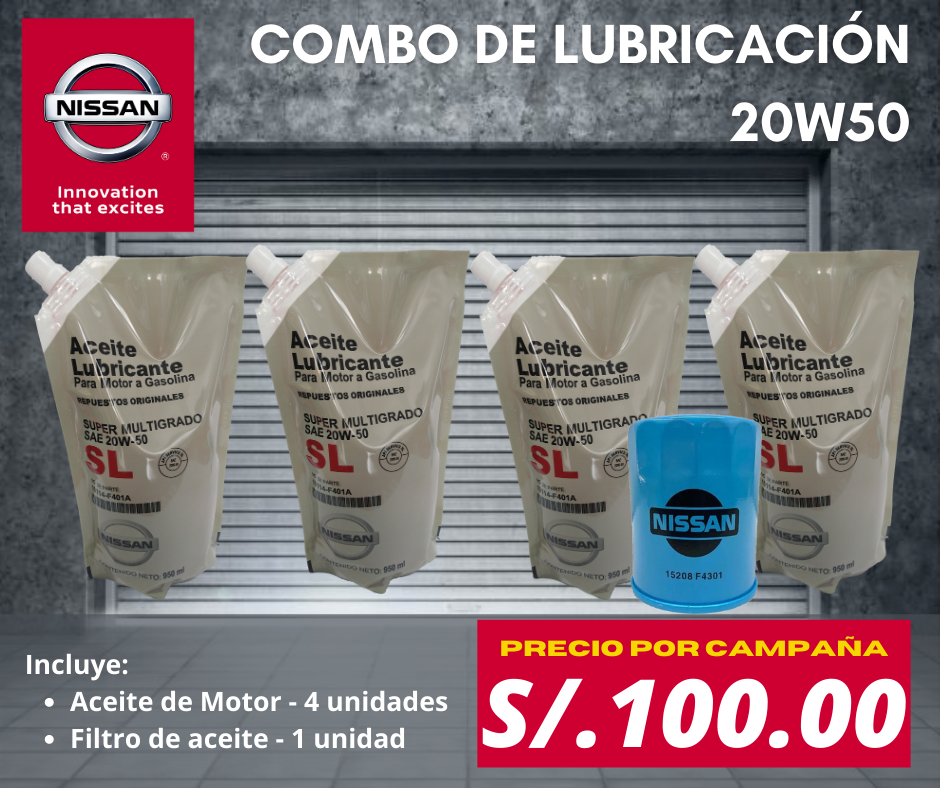 COMBO DE LUBRICACIÓN
20W50
NISSAN
®
Innovation
that excites
Aceite
Lubricante
Para Motor a Gasolina
REPUESTOS ORIGINALES
SUPER MULTIGRADO
SAE 20W-50
SL
F401A
NISSAN
CONTENIDO NETO: 950 ml
Aceite
Lubricante
Para Motor a Gasolina
REPUESTOS ORIGINALES
SUPER MULTIGRADO
SAE 20W-50
SL
F401A
NISSAN
CONTENIDO NETO: 950 ml
Aceite
Lubricante
Para Motor a Gasolina
REPUESTOS ORIGINALES
SUPER MULTIGRADO
SAE 20W-50
SL
F401A
NISSAN
CONTENIDO NETO: 950 ml
Aceite
Lubricante
Para Motor a Gasolina
REPUESTOS ORIGINALES
SUPER MULTIGRADO
20W-50
SL
F401A
NISSAN
NETO: 950 ml
NISSAN
15208 F4301
Incluye:
• Aceite de Motor - 4 unidades
• Filtro de aceite - 1 unidad
PRECIO POR CAMPAÑA
S/.100.00